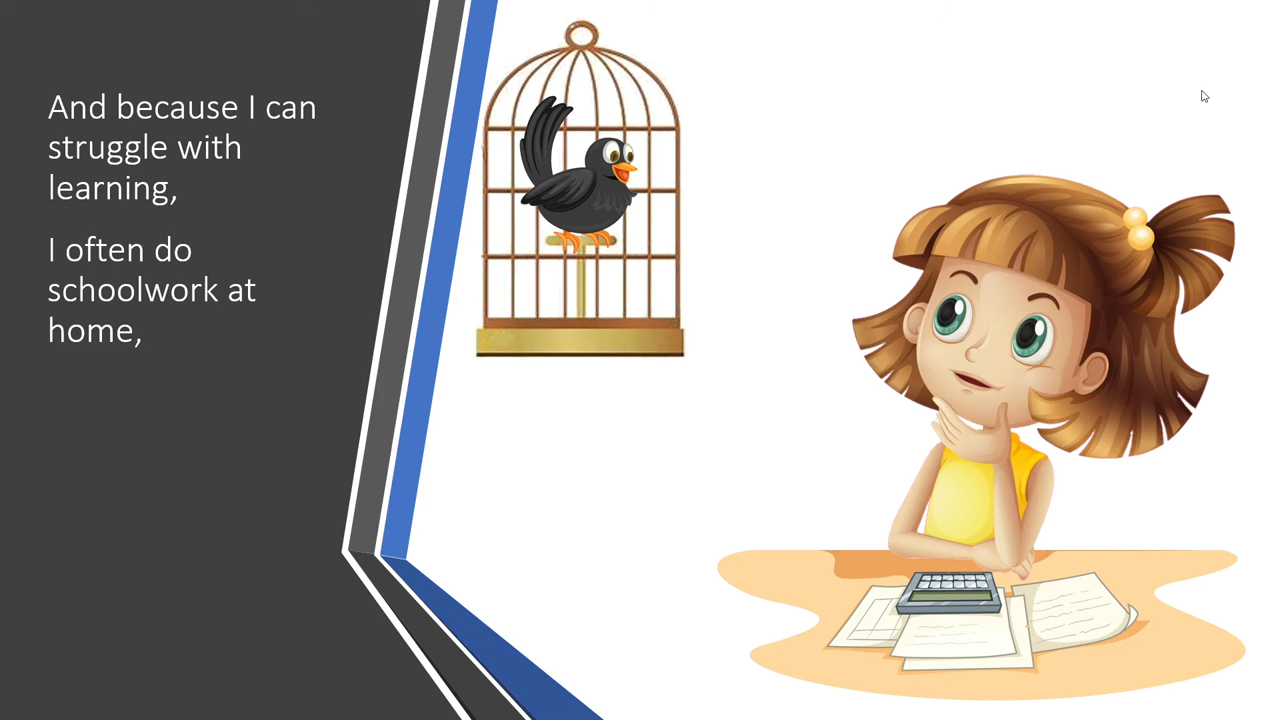 And because I can
struggle with
learning,
I often do
schoolwork at
home,